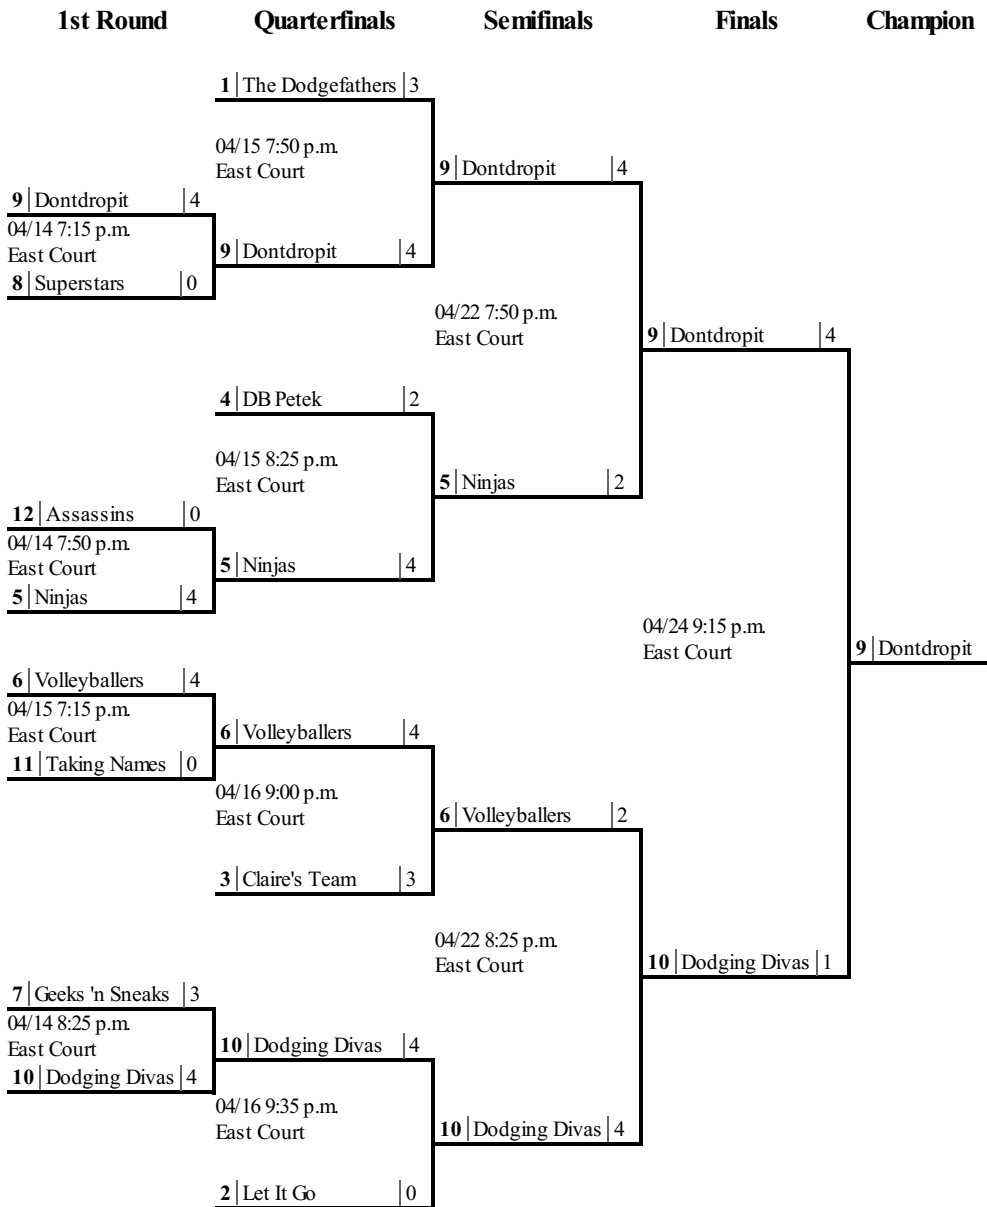 1st Round Quarterfinals Semifinals Finals Champion
1 The Dodgefathers 3
04/15 7:50 p.m.
East Court
9 Dontdropit 4
9 Dontdropit 4
04/14 7:15 p.m.
East Court
9 Dontdropit 4
8 Superstars 0
04/22 7:50 p.m.
East Court
9 Dontdropit 4
4 DB Petek 2
04/15 8:25 p.m.
East Court
5 Ninjas 2
12 Assassins 0
04/14 7:50 p.m.
East Court
5 Ninjas 4
5 Ninjas 4
04/24 9:15 p.m.
East Court
9 Dontdropit
6 Volleyballers 4
04/15 7:15 p.m.
East Court
6 Volleyballers 4
11 Taking Names 0
04/16 9:00 p.m.
East Court
6 Volleyballers 2
3 Claire's Team 3
04/22 8:25 p.m.
East Court
10 Dodging Divas 1
7 Geeks 'n Sneaks 3
04/14 8:25 p.m.
East Court
10 Dodging Divas 4
10 Dodging Divas 4
04/16 9:35 p.m.
East Court
10 Dodging Divas 4
2 Let It Go 0